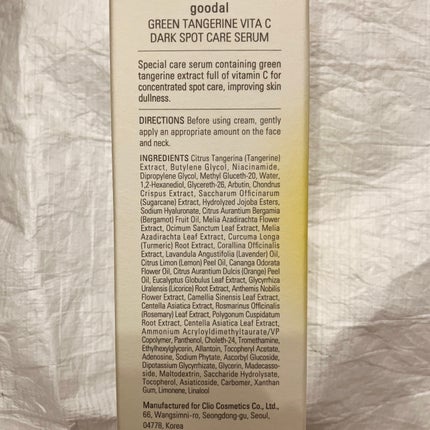 goodal
GREEN TANGERINE VITA C
DARK SPOT CARE SERUM
Special care serum containing green
tangerine extract full of vitamin C for
concentrated spot care, improving skin
dullness.
DIRECTIONS Before using cream, gently
apply an appropriate amount on the face
and neck.
INGREDIENTS Citrus Tangerina (Tangerine)
Extract, Butylene Glycol, Niacinamide,
Dipropylene Glycol, Methyl Gluceth-20, Water,
1,2-Hexanediol, Glycereth-26, Arbutin, Chondrus
Crispus Extract, Saccharum Officinarum
(Sugarcane) Extract, Hydrolyzed Jojoba Esters,
Sodium Hyaluronate, Citrus Aurantium Bergamia
(Bergamot) Fruit Oil, Melia Azadirachta Flower
Extract, Ocimum Sanctum Leaf Extract, Melia
Azadirachta Leaf Extract, Curcuma Longa
(Turmeric) Root Extract, Corallina Officinalis
Extract, Lavandula Angustifolia (Lavender) Oil,
Citrus Limon (Lemon) Peel Oil, Cananga Odorata
Flower Oil, Citrus Aurantium Dulcis (Orange) Peel
Oil, Eucalyptus Globulus Leaf Extract, Glycyrrhiza
Uralensis (Licorice) Root Extract, Anthemis Nobilis
Flower Extract, Camellia Sinensis Leaf Extract,
Centella Asiatica Extract, Rosmarinus Officinalis
(Rosemary) Leaf Extract, Polygonum Cuspidatum
Root Extract, Centella Asiatica Leaf Extract,
Ammonium Acryloyldimethyltaurate/VP
Copolymer, Panthenol, Choleth-24, Tromethamine,
Ethylhexylglycerin, Allantoin, Tocopheryl Acetate,
Adenosine, Sodium Phytate, Ascorbyl Glucoside,
Dipotassium Glycyrrhizate, Glycerin, Madecasso-
side, Maltodextrin, Saccharide Hydrolysate,
Tocopherol, Asiaticoside, Carbomer, Xanthan
Gum, Limonene, Linalool
Manufactured for Clio Cosmetics Co., Ltd.,
66, Wangsimni-ro, Seongdong-gu, Seoul,
04778, Korea